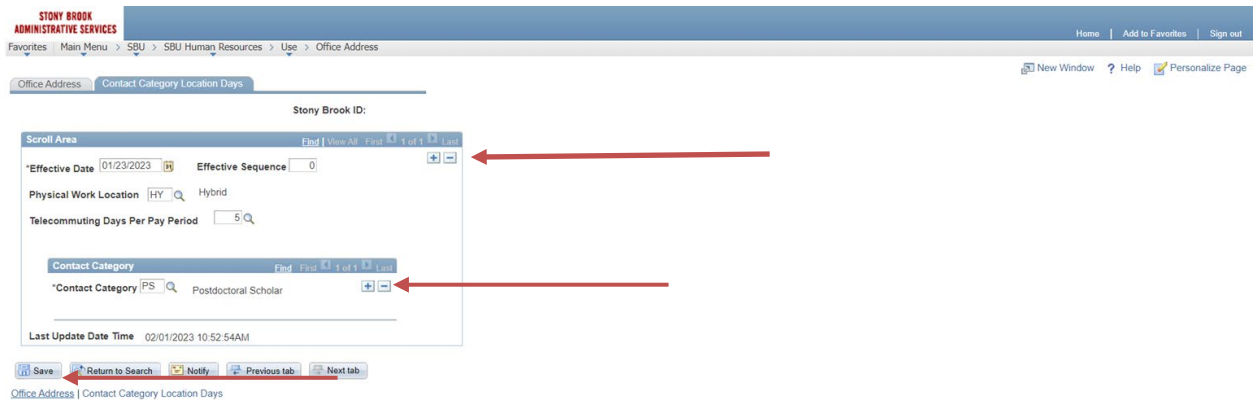 STONY BROOK
ADMINISTRATIVE SERVICES
Home | Add to Favorites | Sign out
Favorites | Main Menu > SBU > SBU Human Resources > Use > Office Address
New Window ? Help Personalize Page
Office Address Contact Category Location Days
Stony Brook ID:
Scroll Area Find | View All First 1 of 1 Last
*Effective Date 01/23/2023 Effective Sequence 0
Physical Work Location HY Hybrid
Telecommuting Days Per Pay Period 5
Contact Category Find First 1 of 1 Last
*Contact Category PS Postdoctoral Scholar
Last Update Date Time 02/01/2023 10:52:54AM
Save Return to Search Notify Previous tab Next tab
Office Address | Contact Category Location Days